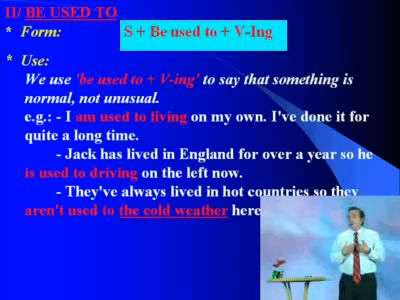 II/ BE USED TO
* Form: S + Be used to + V-Ing
* Use:
We use 'be used to + V-ing' to say that something is
normal, not unusual.
e.g.: - I am used to living on my own. I've done it for
quite a long time.
- Jack has lived in England for over a year so he
is used to driving on the left now.
- They've always lived in hot countries so they
aren't used to the cold weather here